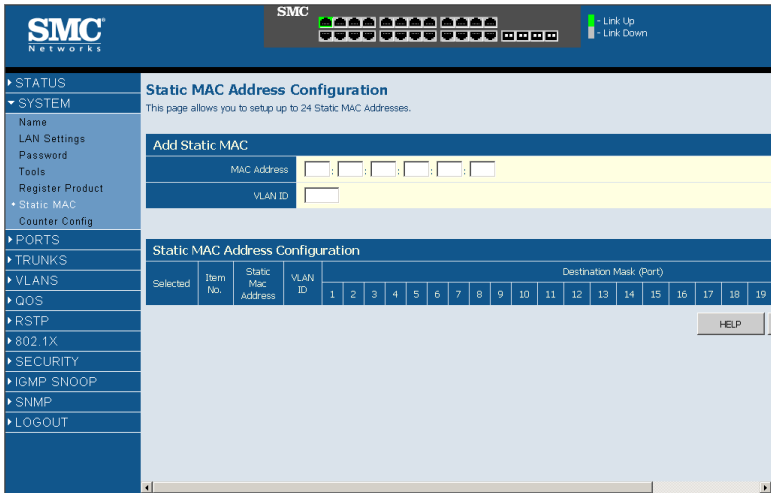 SMC
Networks
SMC
- Link Up
- Link Down
STATUS
SYSTEM
Name
LAN Settings
Password
Tools
Register Product
Static MAC
Counter Config
PORTS
TRUNKS
VLANS
QOS
RSTP
802.1X
SECURITY
IGMP SNOOP
SNMP
LOGOUT
Static MAC Address Configuration
This page allows you to setup up to 24 Static MAC Addresses.
Add Static MAC
MAC Address : : : : :
VLAN ID
Static MAC Address Configuration
Selected Item No. Static Mac Address VLAN ID Destination Mask (Port)
1 2 3 4 5 6 7 8 9 10 11 12 13 14 15 16 17 18 19
HELP